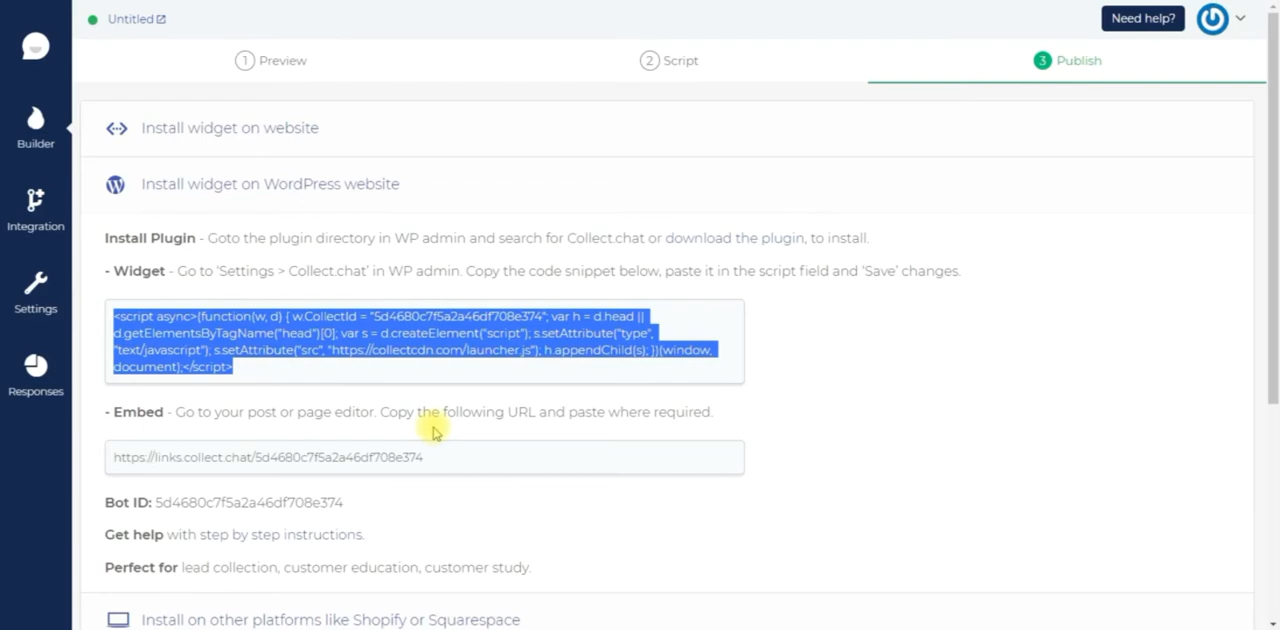 Untitled
Need help?
1 Preview
2 Script
3 Publish
Builder
Integration
Settings
Responses
Install widget on website
Install widget on WordPress website
Install Plugin - Goto the plugin directory in WP admin and search for Collect.chat or download the plugin, to install.
- Widget - Go to 'Settings > Collect.chat' in WP admin. Copy the code snippet below, paste it in the script field and 'Save' changes.
<script async>(function(w, d) { w.CollectId = "5d4680c7f5a2a46df708e374"; var h = d.head ||
d.getElementsByTagName("head")[0]; var s = d.createElement("script"); s.setAttribute("type",
"text/javascript"); s.setAttribute("src", "https://collectcdn.com/launcher.js"); h.appendChild(s); })(window,
document);</script>
- Embed - Go to your post or page editor. Copy the following URL and paste where required.
https://links.collect.chat/5d4680c7f5a2a46df708e374
Bot ID: 5d4680c7f5a2a46df708e374
Get help with step by step instructions.
Perfect for lead collection, customer education, customer study.
Install on other platforms like Shopify or Squarespace